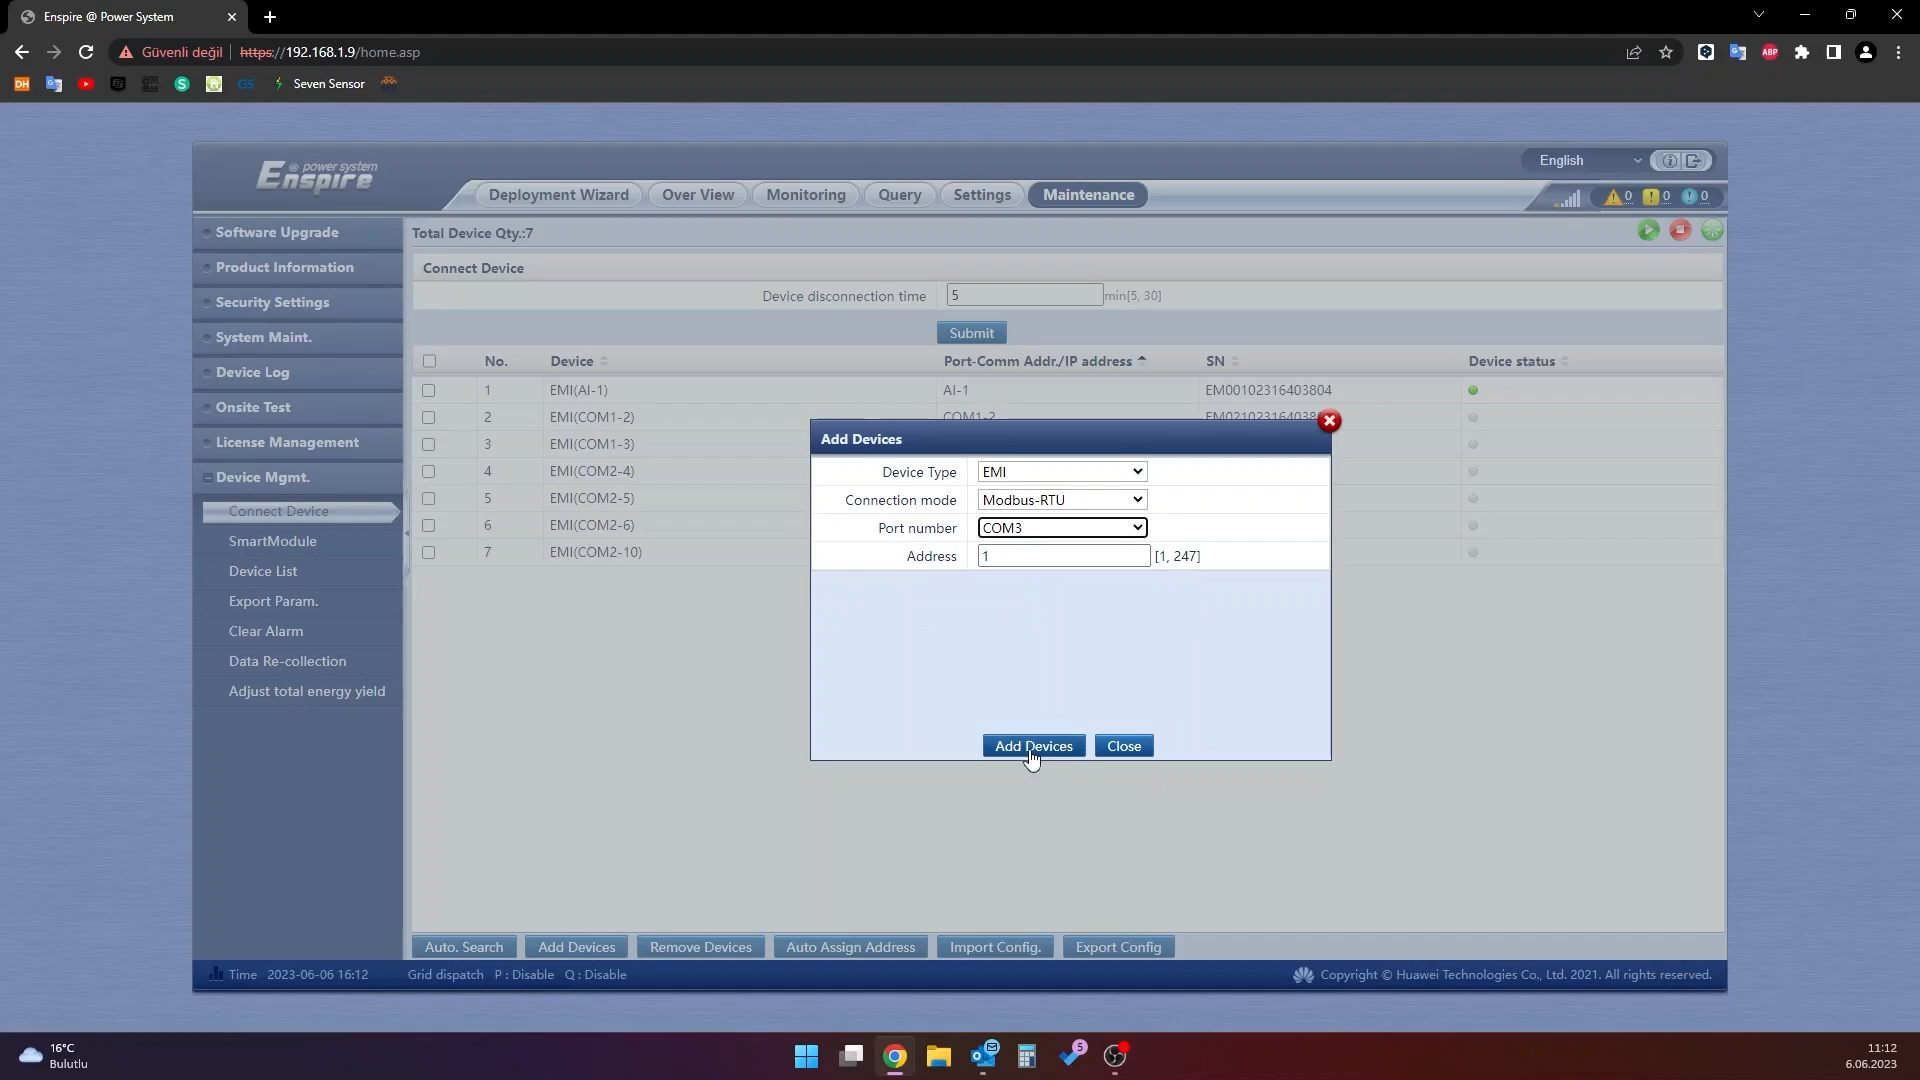 Enspire @ Power System
Güvenli değil
https://192.168.1.9/home.asp
ABP
DH
GS
Seven Sensor
Enspire @ power system
English
Deployment Wizard
Over View
Monitoring
Query
Settings
Maintenance
0
0
0
Software Upgrade
Product Information
Security Settings
System Maint.
Device Log
Onsite Test
License Management
Device Mgmt.
Connect Device
SmartModule
Device List
Export Param.
Clear Alarm
Data Re-collection
Adjust total energy yield
Total Device Qty.:7
Connect Device
Device disconnection time 5 min[5, 30]
Submit
No. Device Port-Comm Addr./IP address SN Device status
1 EMI(AI-1) AI-1 EM00102316403804
2 EMI(COM1-2) COM1-2
3 EMI(COM1-3)
4 EMI(COM2-4)
5 EMI(COM2-5)
6 EMI(COM2-6)
7 EMI(COM2-10)
Add Devices
Device Type EMI
Connection mode Modbus-RTU
Port number COM3
Address 1 [1, 247]
Add Devices Close
Auto. Search Add Devices Remove Devices Auto Assign Address Import Config. Export Config
Time 2023-06-06 16:12 Grid dispatch P : Disable Q : Disable
Copyright © Huawei Technologies Co., Ltd. 2021. All rights reserved.
16°C
Bulutlu
5
11:12
6.06.2023